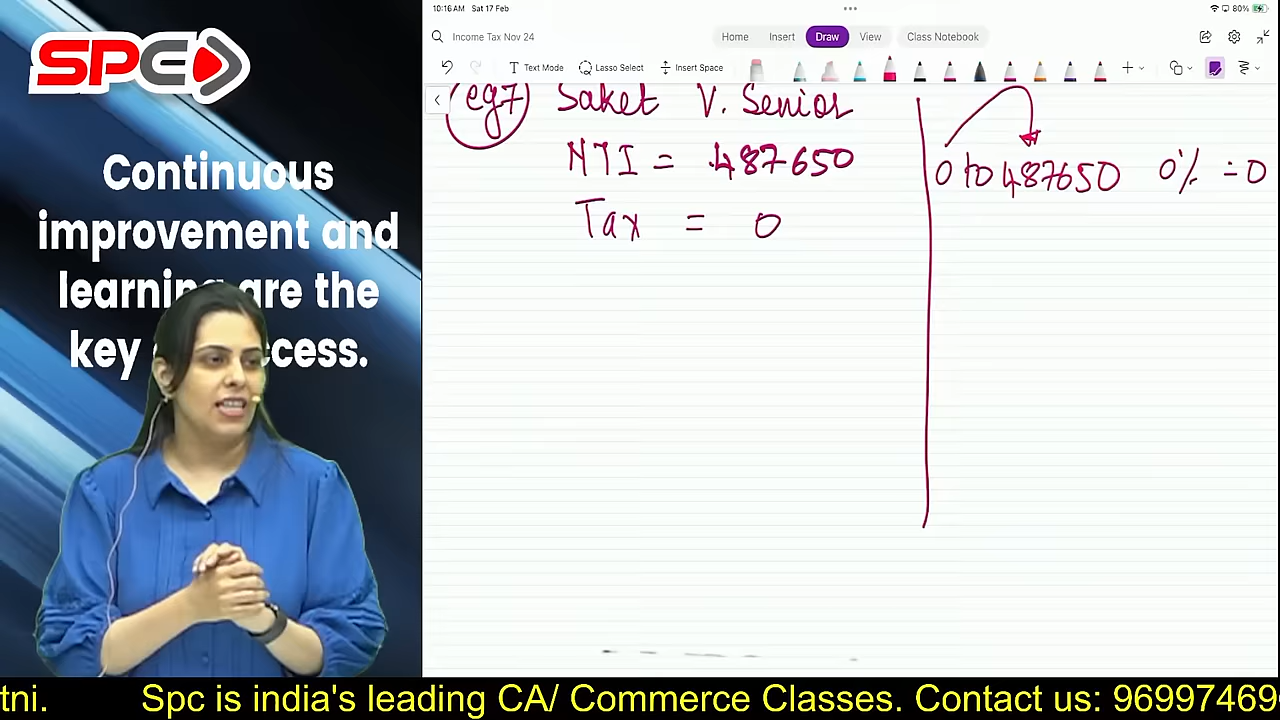 SPC
Continuous
improvement and
learning are the
key
ccess.
10:16 AM Sat 17 Feb
80%
Income Tax Nov 24
Home Insert Draw View Class Notebook
Text Mode Lasso Select Insert Space
eg7 Saket V. Senior
NTI = 487650
Tax = 0
0 to 487650 0% = 0
tni. Spc is india's leading CA/ Commerce Classes. Contact us: 96997469